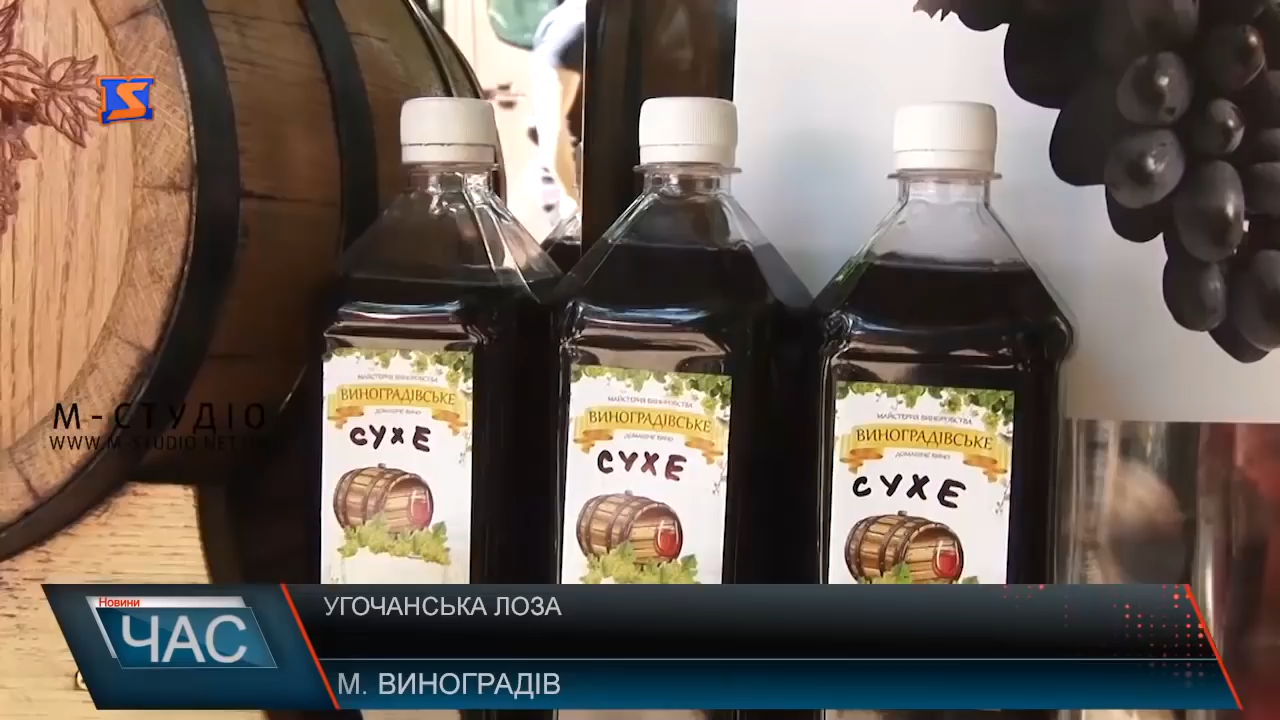 М-СТУДІО
WWW.M-STUDIO.NET.UA
МАЙСТЕРНЯ ВИНОРОБСТВА
ВИНОГРАДІВСЬКЕ
ДОМАШНЄ ВИНО
СУХЕ
МАЙСТЕРНЯ ВИНОРОБСТВА
ВИНОГРАДІВСЬКЕ
ДОМАШНЄ ВИНО
СУХЕ
МАЙСТЕРНЯ ВИНОРОБСТВА
ВИНОГРАДІВСЬКЕ
ДОМАШНЄ ВИНО
СУХЕ
Новини
ЧАС
УГОЧАНСЬКА ЛОЗА
М. ВИНОГРАДІВ